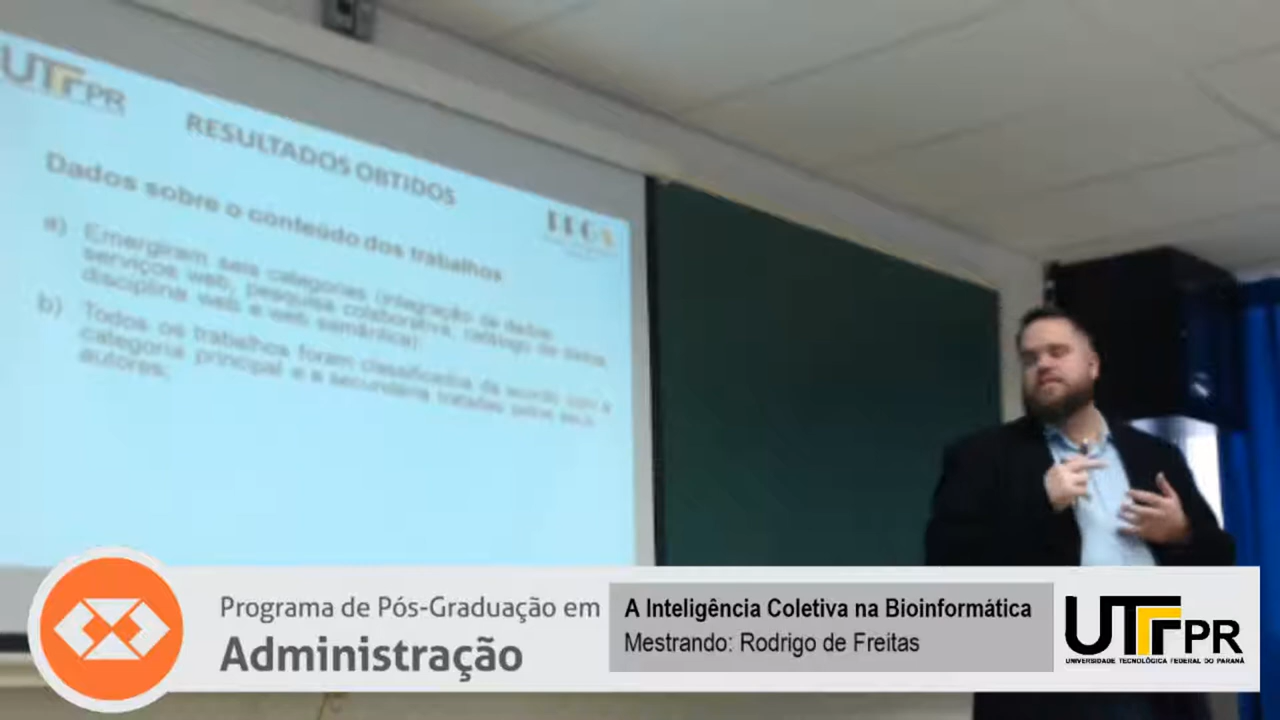 UTFPR
RESULTADOS OBTIDOS
Dados sobre o conteúdo dos trabalhos
a) Emergiram seis categorias (integração de dados,
serviços web, pesquisa colaborativa, catálogo de dados,
disciplina web e web semântica);
b) Todos os trabalhos foram classificados de acordo com a
categoria principal e a secundária tratadas pelos seus
autores;
Programa de Pós-Graduação em
Administração
A Inteligência Coletiva na Bioinformática
Mestrando: Rodrigo de Freitas
UTFPR
UNIVERSIDADE TECNOLÓGICA FEDERAL DO PARANÁ